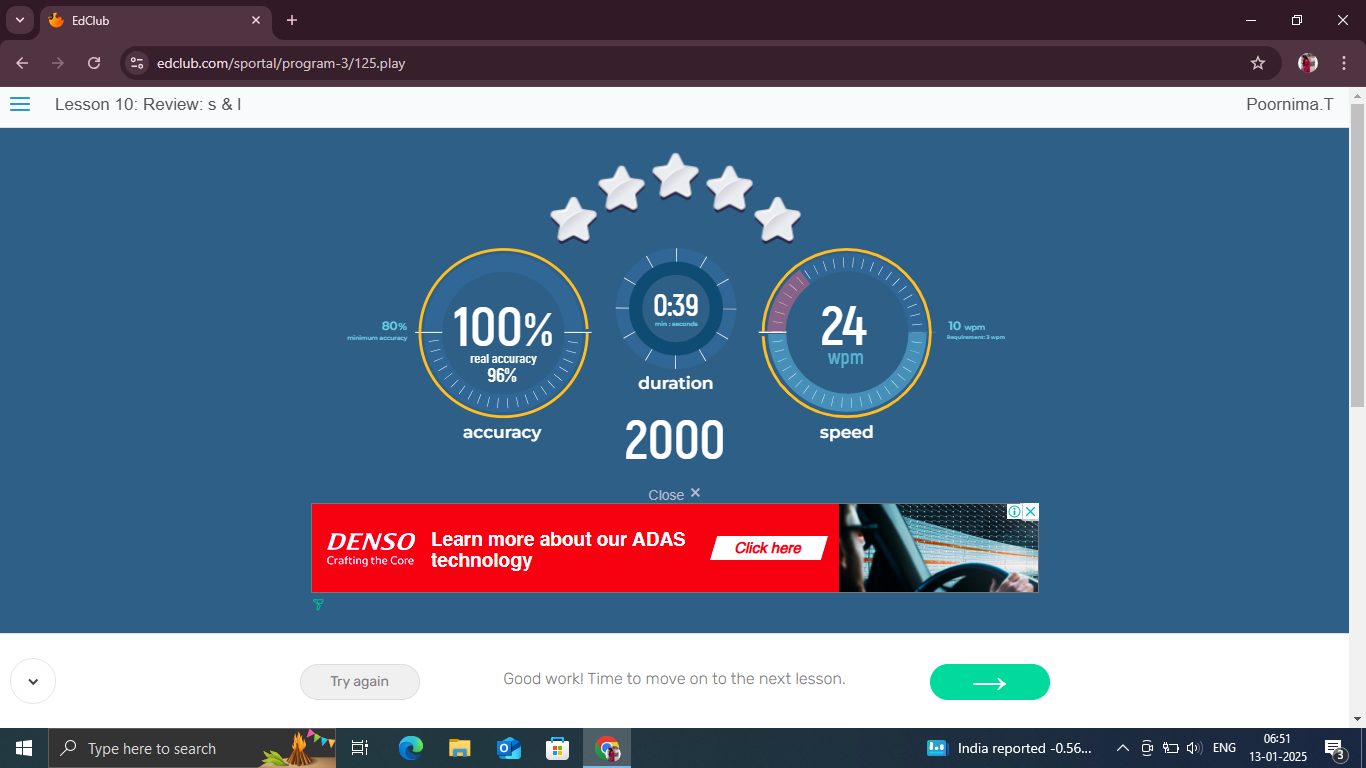 EdClub
edclub.com/sportal/program-3/125.play
Lesson 10: Review: s & l
Poornima.T
80%
minimum accuracy
100%
real accuracy
96%
accuracy
0:39
min : seconds
duration
2000
24
wpm
speed
10 wpm
Requirement: 3 wpm
Close
DENSO
Crafting the Core
Learn more about our ADAS
technology
Click here
Try again
Good work! Time to move on to the next lesson.
Type here to search
India reported -0.56...
ENG
06:51
13-01-2025
3